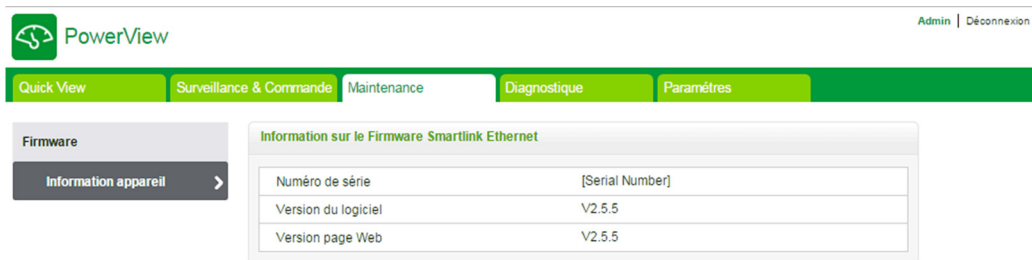 PowerView
Admin | Déconnexion
Quick View
Surveillance & Commande
Maintenance
Diagnostique
Paramétres
Firmware
Information appareil
Information sur le Firmware Smartlink Ethernet
Numéro de série [Serial Number]
Version du logiciel V2.5.5
Version page Web V2.5.5